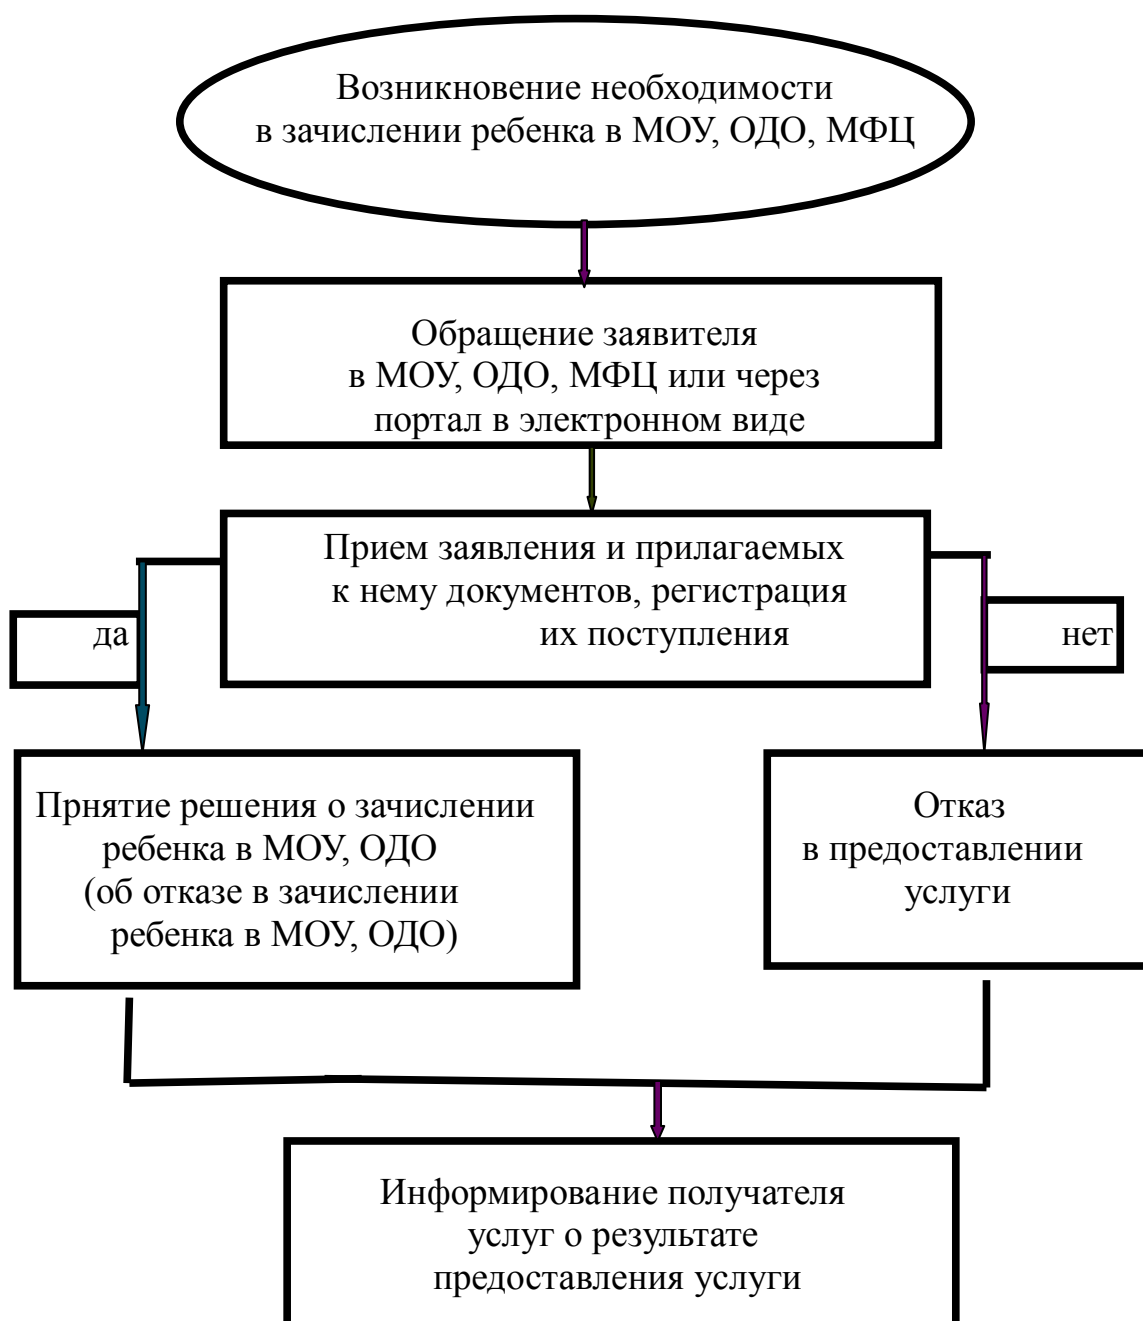 Возникновение необходимости
в зачислении ребенка в МОУ, ОДО, МФЦ
Обращение заявителя
в МОУ, ОДО, МФЦ или через
портал в электронном виде
Прием заявления и прилагаемых
к нему документов, регистрация
их поступления
да
нет
Прнятие решения о зачислении
ребенка в МОУ, ОДО
(об отказе в зачислении
ребенка в МОУ, ОДО)
Отказ
в предоставлении
услуги
Информирование получателя
услуг о результате
предоставления услуги